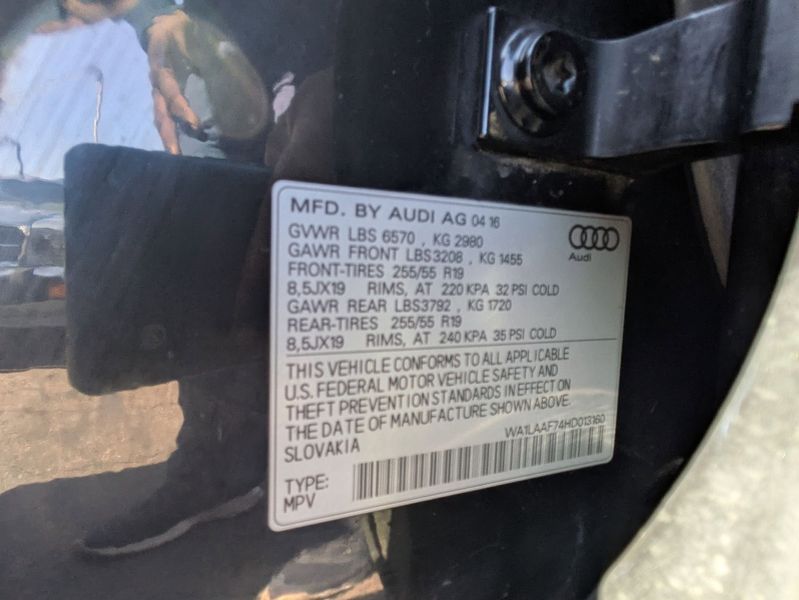 MFD. BY AUDI AG 04 16
GVWR LBS 6570 , KG 2980
GAWR FRONT LBS3208 , KG 1455
FRONT-TIRES 255/55 R19
8,5JX19 RIMS, AT 220 KPA 32 PSI COLD
GAWR REAR LBS3792 , KG 1720
REAR-TIRES 255/55 R19
8,5JX19 RIMS, AT 240 KPA 35 PSI COLD
Audi
THIS VEHICLE CONFORMS TO ALL APPLICABLE
U.S. FEDERAL MOTOR VEHICLE SAFETY AND
THEFT PREVENTION STANDARDS IN EFFECT ON
THE DATE OF MANUFACTURE SHOWN ABOVE.
SLOVAKIA
WA1LAAF74HD013160
TYPE:
MPV